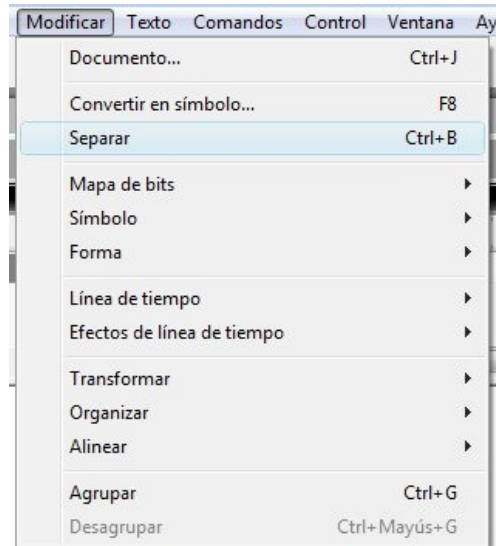 Modificar Texto Comandos Control Ventana Ay
Documento... Ctrl+J
Convertir en símbolo... F8
Separar Ctrl+B
Mapa de bits
Símbolo
Forma
Línea de tiempo
Efectos de línea de tiempo
Transformar
Organizar
Alinear
Agrupar Ctrl+G
Desagrupar Ctrl+Mayús+G